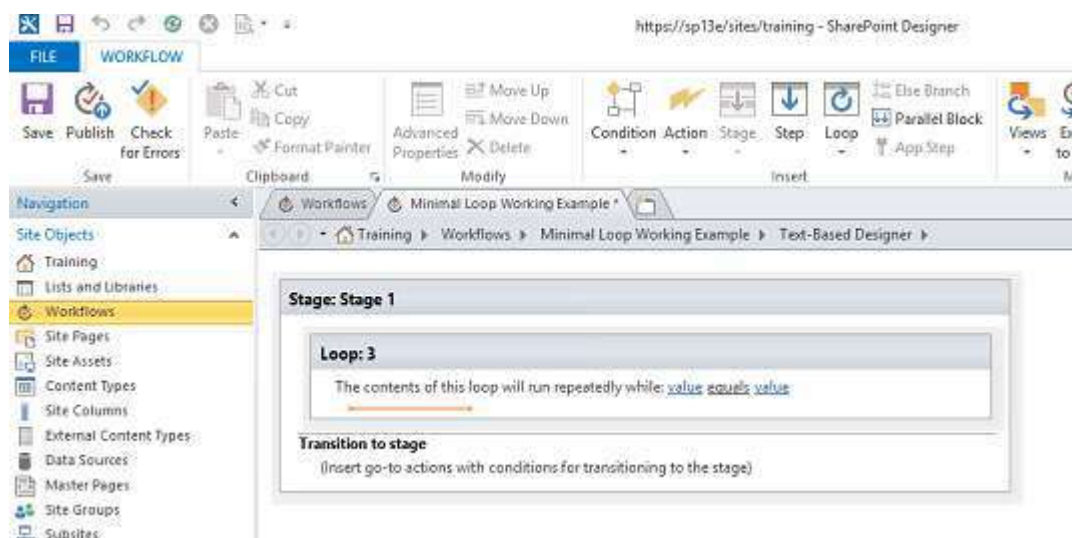 https://sp13e/sites/training - SharePoint Designer
FILE WORKFLOW
Save Publish Check for Errors
Paste
Cut
Copy
Format Painter
Advanced Properties
Move Up
Move Down
Delete
Condition Action Stage Step Loop
Else Branch
Parallel Block
App Step
Views
to
Save Clipboard Modify Insert
Navigation
Workflows Minimal Loop Working Example *
Site Objects
Training Workflows Minimal Loop Working Example Text-Based Designer
Training
Lists and Libraries
Workflows
Site Pages
Site Assets
Content Types
Site Columns
External Content Types
Data Sources
Master Pages
Site Groups
Subsites
Stage: Stage 1
Loop: 3
The contents of this loop will run repeatedly while: value equals value
Transition to stage
(Insert go-to actions with conditions for transitioning to the stage)